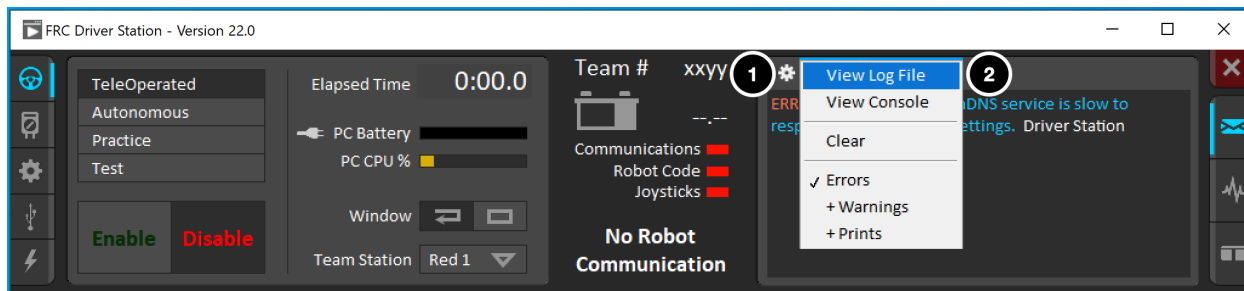 FRC Driver Station - Version 22.0
TeleOperated
Autonomous
Practice
Test
Enable
Disable
Elapsed Time 0:00.0
PC Battery
PC CPU %
Window
Team Station Red 1
Team # xxyy
--.--
Communications
Robot Code
Joysticks
No Robot
Communication
1
2
View Log File
View Console
Clear
Errors
+ Warnings
+ Prints
ERR
nDNS service is slow to
resp
ettings. Driver Station